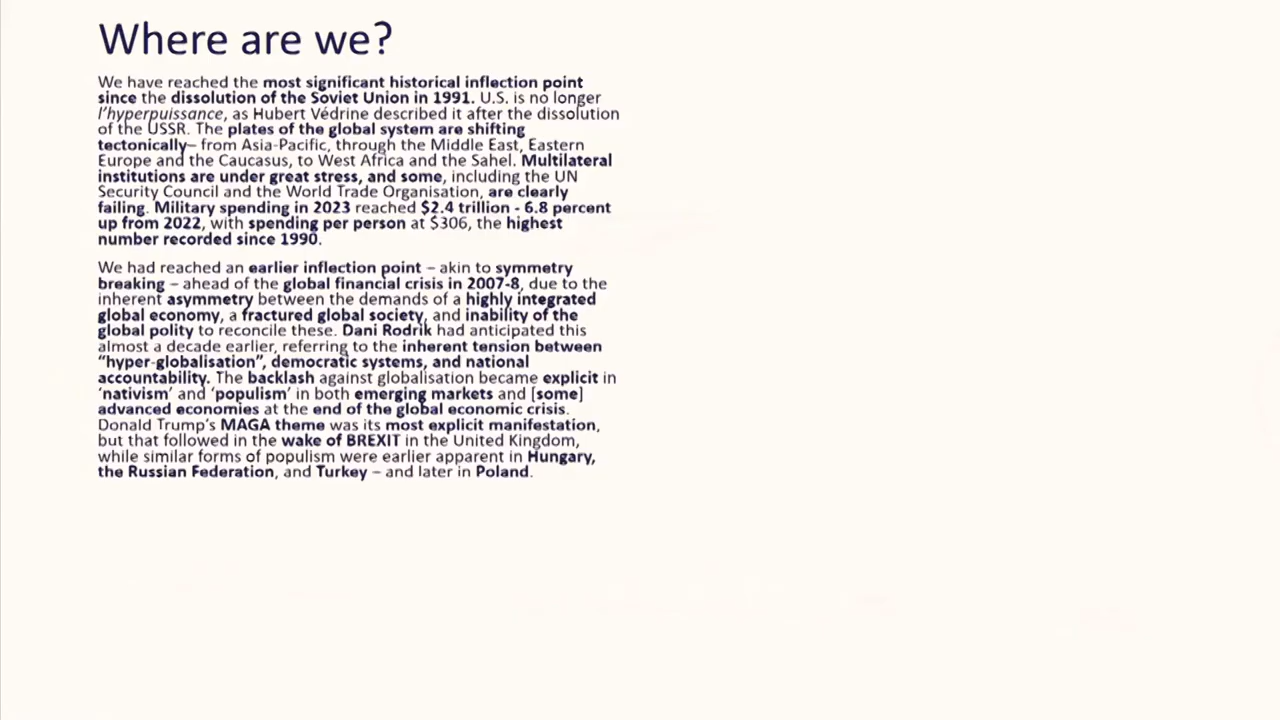 Where are we?
We have reached the most significant historical inflection point
since the dissolution of the Soviet Union in 1991. U.S. is no longer
l’hyperpuissance, as Hubert Védrine described it after the dissolution
of the USSR. The plates of the global system are shifting
tectonically– from Asia-Pacific, through the Middle East, Eastern
Europe and the Caucasus, to West Africa and the Sahel. Multilateral
institutions are under great stress, and some, including the UN
Security Council and the World Trade Organisation, are clearly
failing. Military spending in 2023 reached $2.4 trillion - 6.8 percent
up from 2022, with spending per person at $306, the highest
number recorded since 1990.
We had reached an earlier inflection point – akin to symmetry
breaking – ahead of the global financial crisis in 2007-8, due to the
inherent asymmetry between the demands of a highly integrated
global economy, a fractured global society, and inability of the
global polity to reconcile these. Dani Rodrik had anticipated this
almost a decade earlier, referring to the inherent tension between
“hyper-globalisation”, democratic systems, and national
accountability. The backlash against globalisation became explicit in
‘nativism’ and ‘populism’ in both emerging markets and [some]
advanced economies at the end of the global economic crisis.
Donald Trump’s MAGA theme was its most explicit manifestation,
but that followed in the wake of BREXIT in the United Kingdom,
while similar forms of populism were earlier apparent in Hungary,
the Russian Federation, and Turkey – and later in Poland.